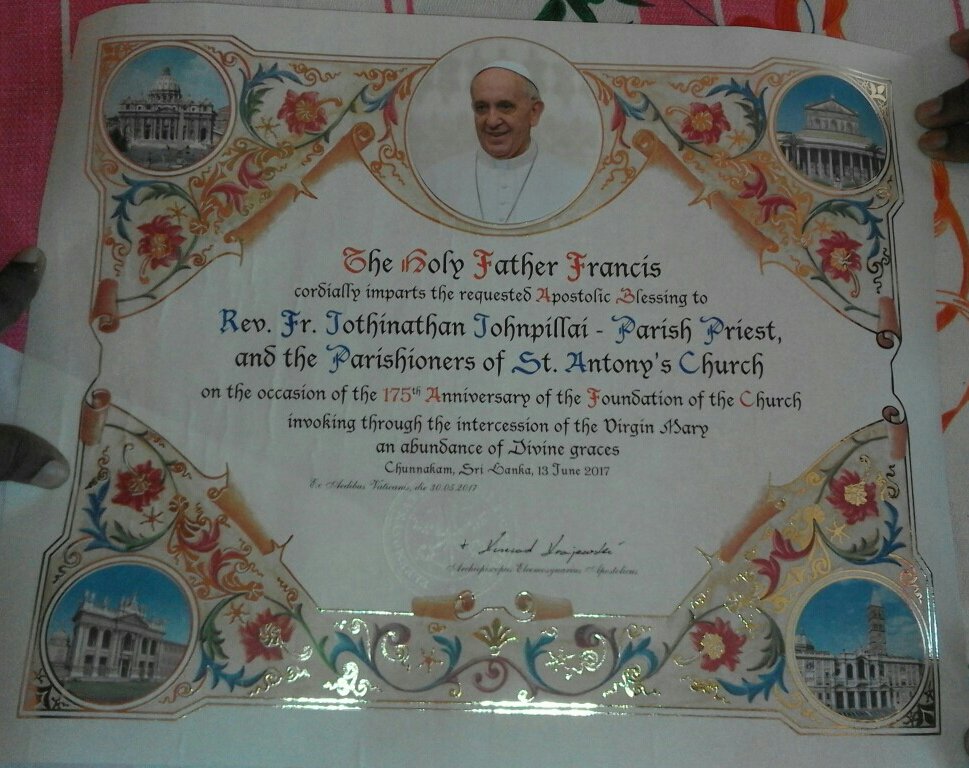 The Holy Father Francis
cordially imparts the requested Apostolic Blessing to
Rev. Fr. Jothinathan Johnpillai - Parish Priest,
and the Parishioners of St. Antony's Church
on the occasion of the 175th Anniversary of the Foundation of the Church
invoking through the intercession of the Virgin Mary
an abundance of Divine graces
Chunnakam, Sri Lanka, 13 June 2017
Ex Aedibus Vaticanis, die 30.05.2017
Archiepiscopus Eleemosynarius Apostolicus